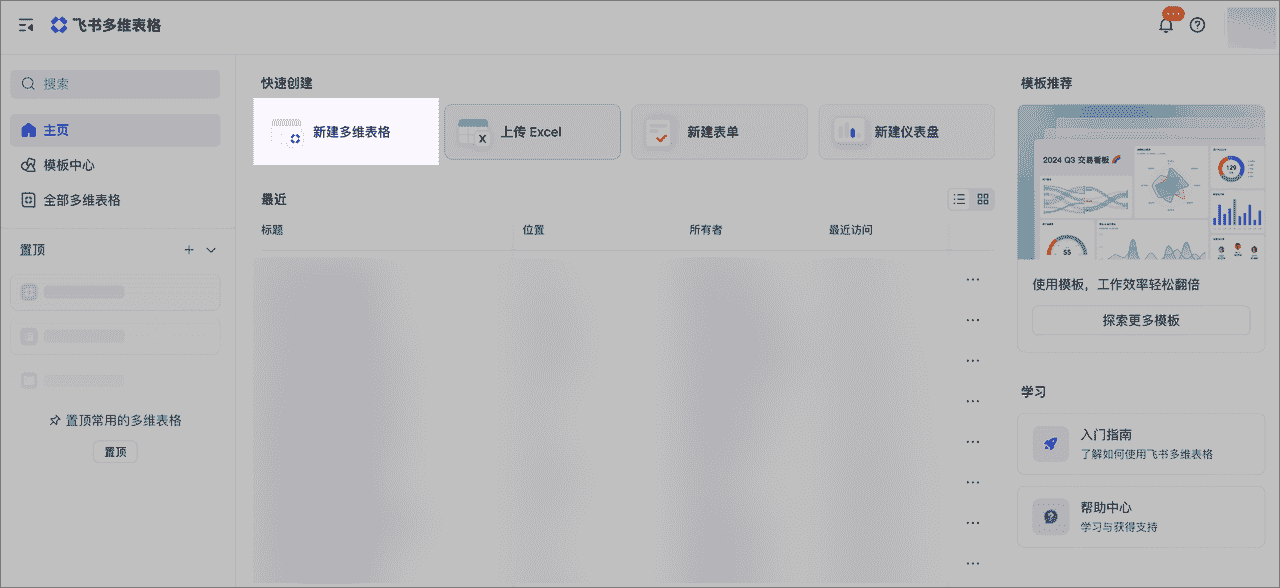 飞书多维表格
搜索
主页
模板中心
全部多维表格
置顶
置顶常用的多维表格
置顶
快速创建
新建多维表格
上传 Excel
新建表单
新建仪表盘
最近
标题 位置 所有者 最近访问
模板推荐
2024 Q3 交易看板
129
55
使用模板，工作效率轻松翻倍
探索更多模板
学习
入门指南
了解如何使用飞书多维表格
帮助中心
学习与获得支持